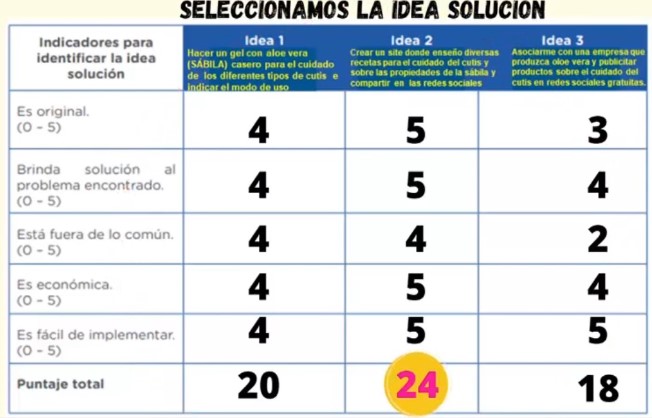 SELECCIONAMOS LA IDEA SOLUCION
Indicadores para
identificar la idea
solución
Idea 1
Hacer un gel con aloe vera
(SÁBILA) casero para el cuidado
de los diferentes tipos de cutis e
indicar el modo de uso
Idea 2
Crear un site donde enseño diversas
recetas para el cuidado del cutis y
sobre las propiedades de la sábila y
compartir en las redes sociales
Idea 3
Asociarme con una empresa que
produzca aloe vera y publicitar
productos sobre el cuidado del
cutis en redes sociales gratuitas.
Es original.
(0 - 5)
4 5 3
Brinda solución al
problema encontrado.
(0 - 5)
4 5 4
Está fuera de lo común.
(0 - 5)
4 4 2
Es económica.
(0 - 5)
4 5 4
Es fácil de implementar.
(0 - 5)
4 5 5
Puntaje total 20 24 18